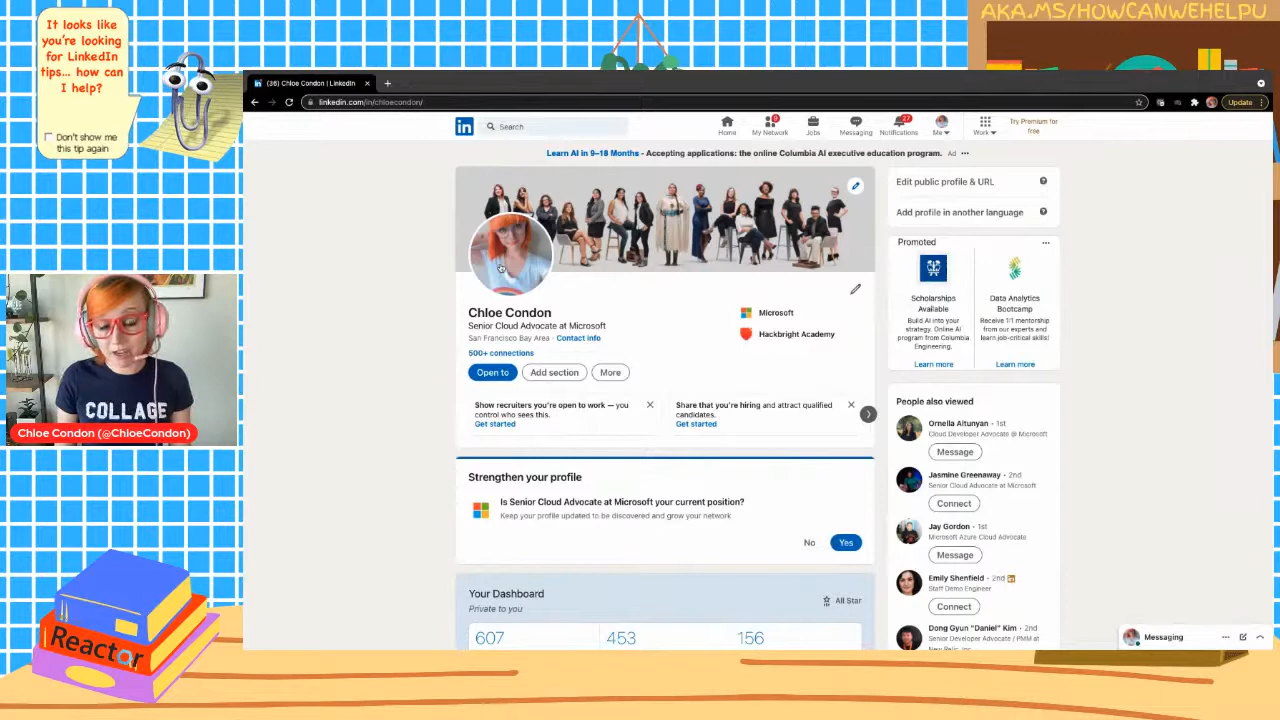 AKA.MS/HOWCANWEHELPU
It looks like
you're looking
for LinkedIn
tips... how can
I help?
Don't show me
this tip again
(36) Chloe Condon | LinkedIn
linkedin.com/in/chloecondon/
Update
in
Search
Home
My Network
Jobs
Messaging
27
Notifications
Me
Work
Try Premium for
free
Learn AI in 9–18 Months - Accepting applications: the online Columbia AI executive education program. Ad
Chloe Condon
Senior Cloud Advocate at Microsoft
San Francisco Bay Area · Contact info
500+ connections
Microsoft
Hackbright Academy
Open to
Add section
More
Show recruiters you're open to work — you
control who sees this.
Get started
Share that you're hiring and attract qualified
candidates.
Get started
Strengthen your profile
Is Senior Cloud Advocate at Microsoft your current position?
Keep your profile updated to be discovered and grow your network
No
Yes
Your Dashboard
Private to you
All Star
607
453
156
Edit public profile & URL
Add profile in another language
Promoted
Scholarships
Available
Build AI into your
strategy. Online AI
program from Columbia
Engineering.
Learn more
Data Analytics
Bootcamp
Receive 1:1 mentorship
from our experts and
learn job-critical skills!
Learn more
People also viewed
Ornella Altunyan · 1st
Cloud Developer Advocate @ Microsoft
Message
Jasmine Greenaway · 2nd
Senior Cloud Advocate at Microsoft
Connect
Jay Gordon · 1st
Microsoft Azure Cloud Advocate
Message
Emily Shenfield · 2nd
Staff Demo Engineer
Connect
Dong Gyun "Daniel" Kim · 2nd
Senior Developer Advocate / PMM at
New Relic, Inc.
Messaging
COLLAGE
Chloe Condon (@ChloeCondon)
Reactor